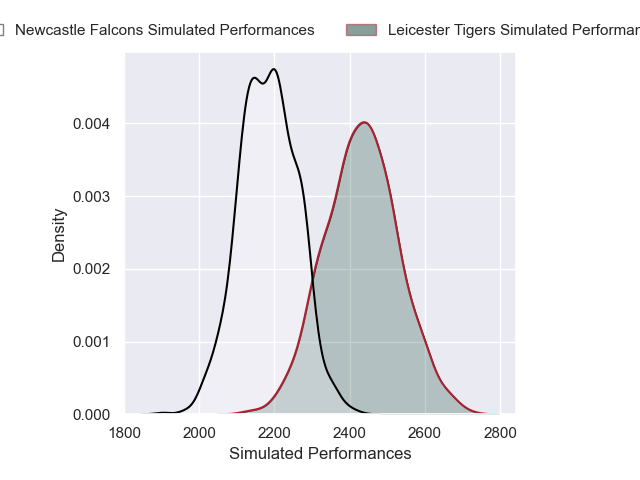 Newcastle Falcons Simulated Performances
Leicester Tigers Simulated
0.004
0.003
0.002
0.001
0.000
Density
1800 2000 2200 2400 2600 2800
Simulated Performances